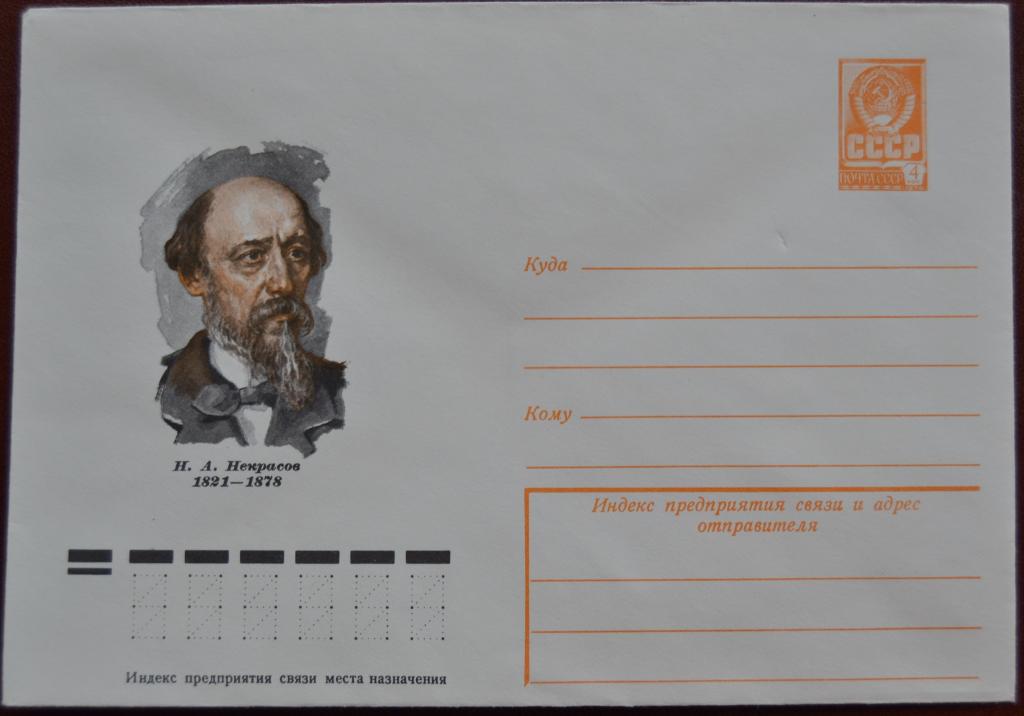 СССР
ПОЧТА СССР 4
Куда
Кому
Н. А. Некрасов
1821—1878
Индекс предприятия связи и адрес
отправителя
Индекс предприятия связи места назначения